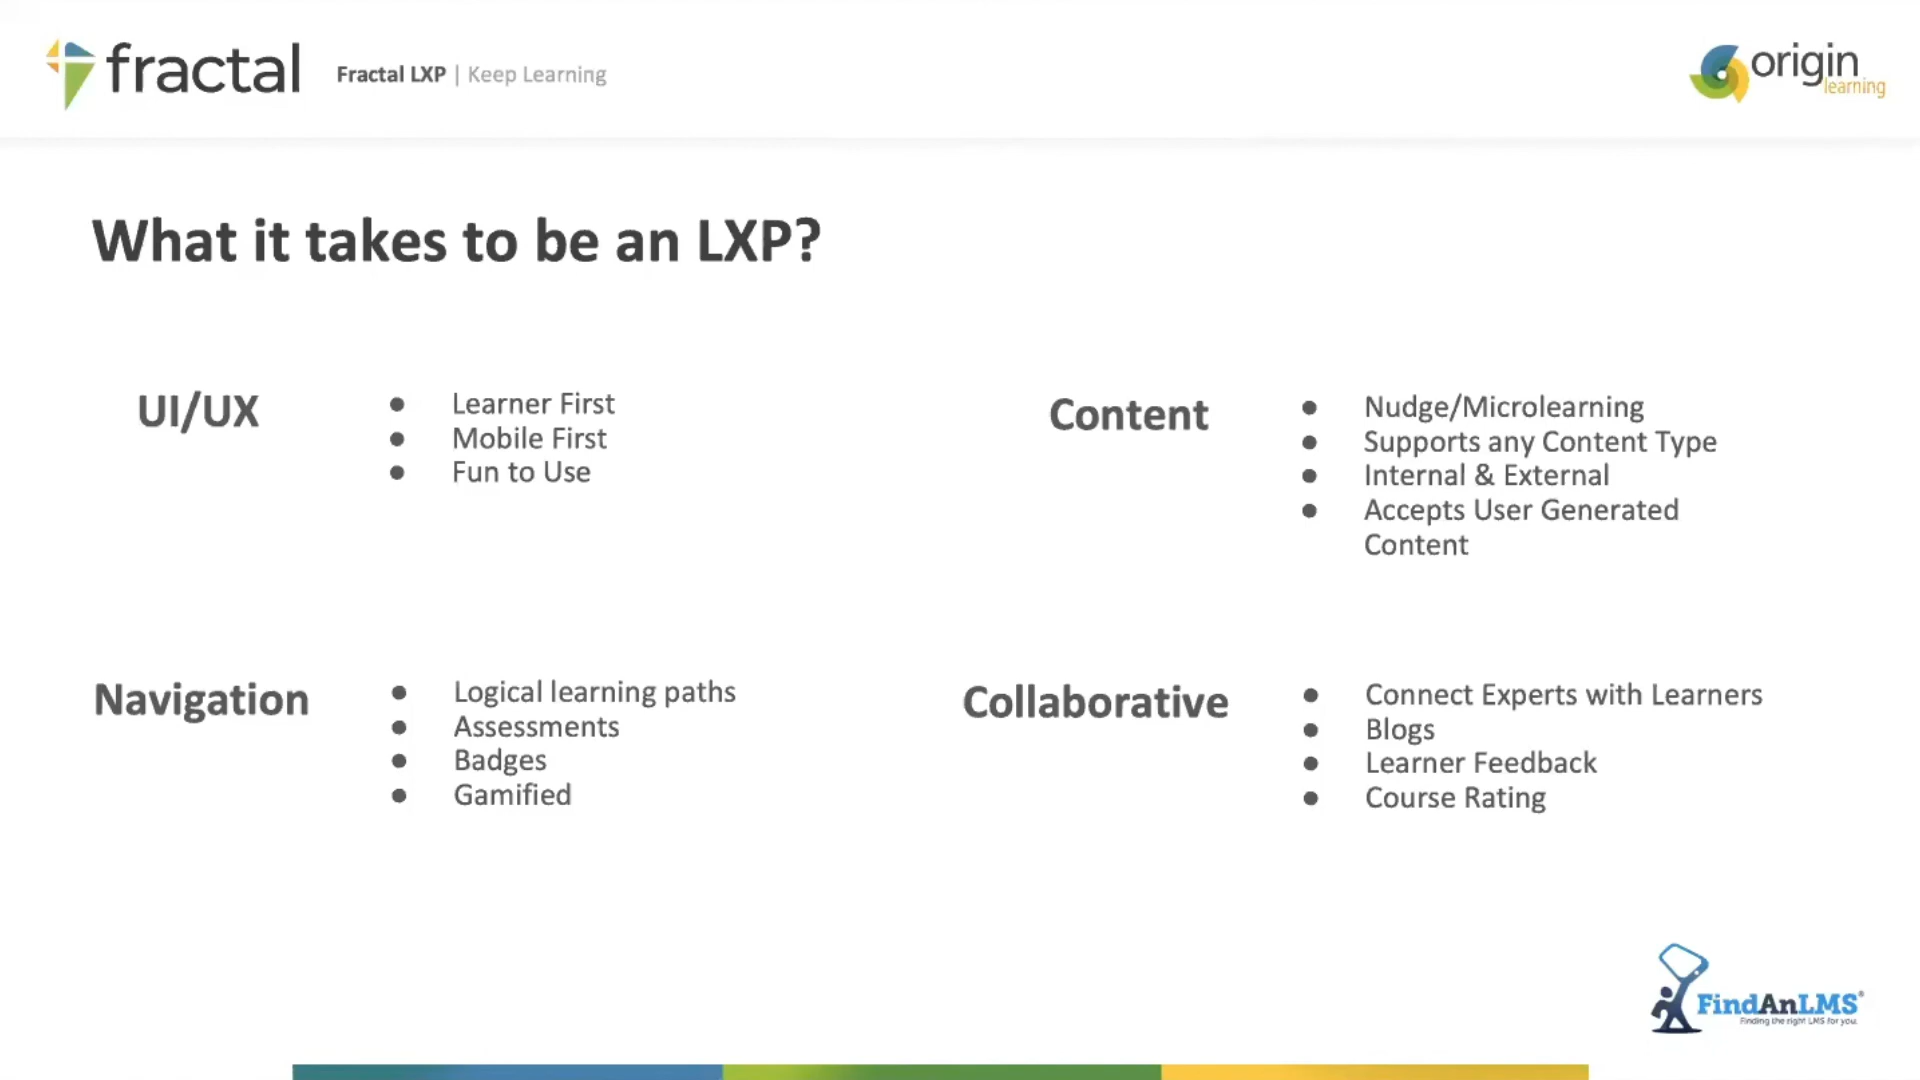 fractal
Fractal LXP | Keep Learning
origin
learning
What it takes to be an LXP?
UI/UX
● Learner First
● Mobile First
● Fun to Use
Content
● Nudge/Microlearning
● Supports any Content Type
● Internal & External
● Accepts User Generated
Content
Navigation
● Logical learning paths
● Assessments
● Badges
● Gamified
Collaborative
● Connect Experts with Learners
● Blogs
● Learner Feedback
● Course Rating
FindAnLMS®
Finding the right LMS for you.